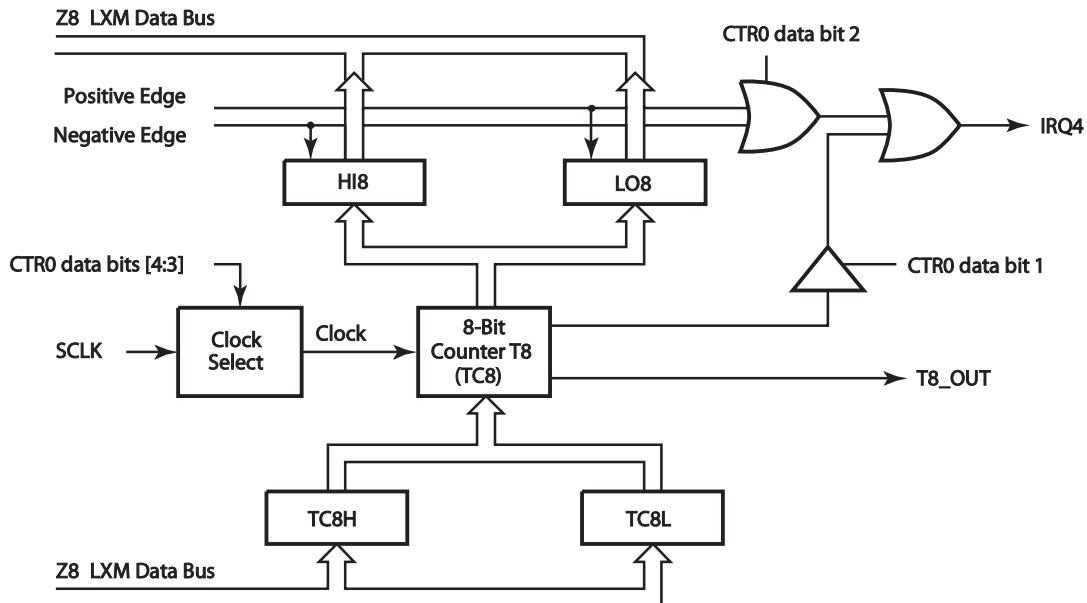 Z8 LXM Data Bus
CTR0 data bit 2
Positive Edge
Negative Edge
IRQ4
HI8
LO8
CTR0 data bits [4:3]
CTR0 data bit 1
SCLK
Clock
Select
Clock
8-Bit
Counter T8
(TC8)
T8_OUT
TC8H
TC8L
Z8 LXM Data Bus